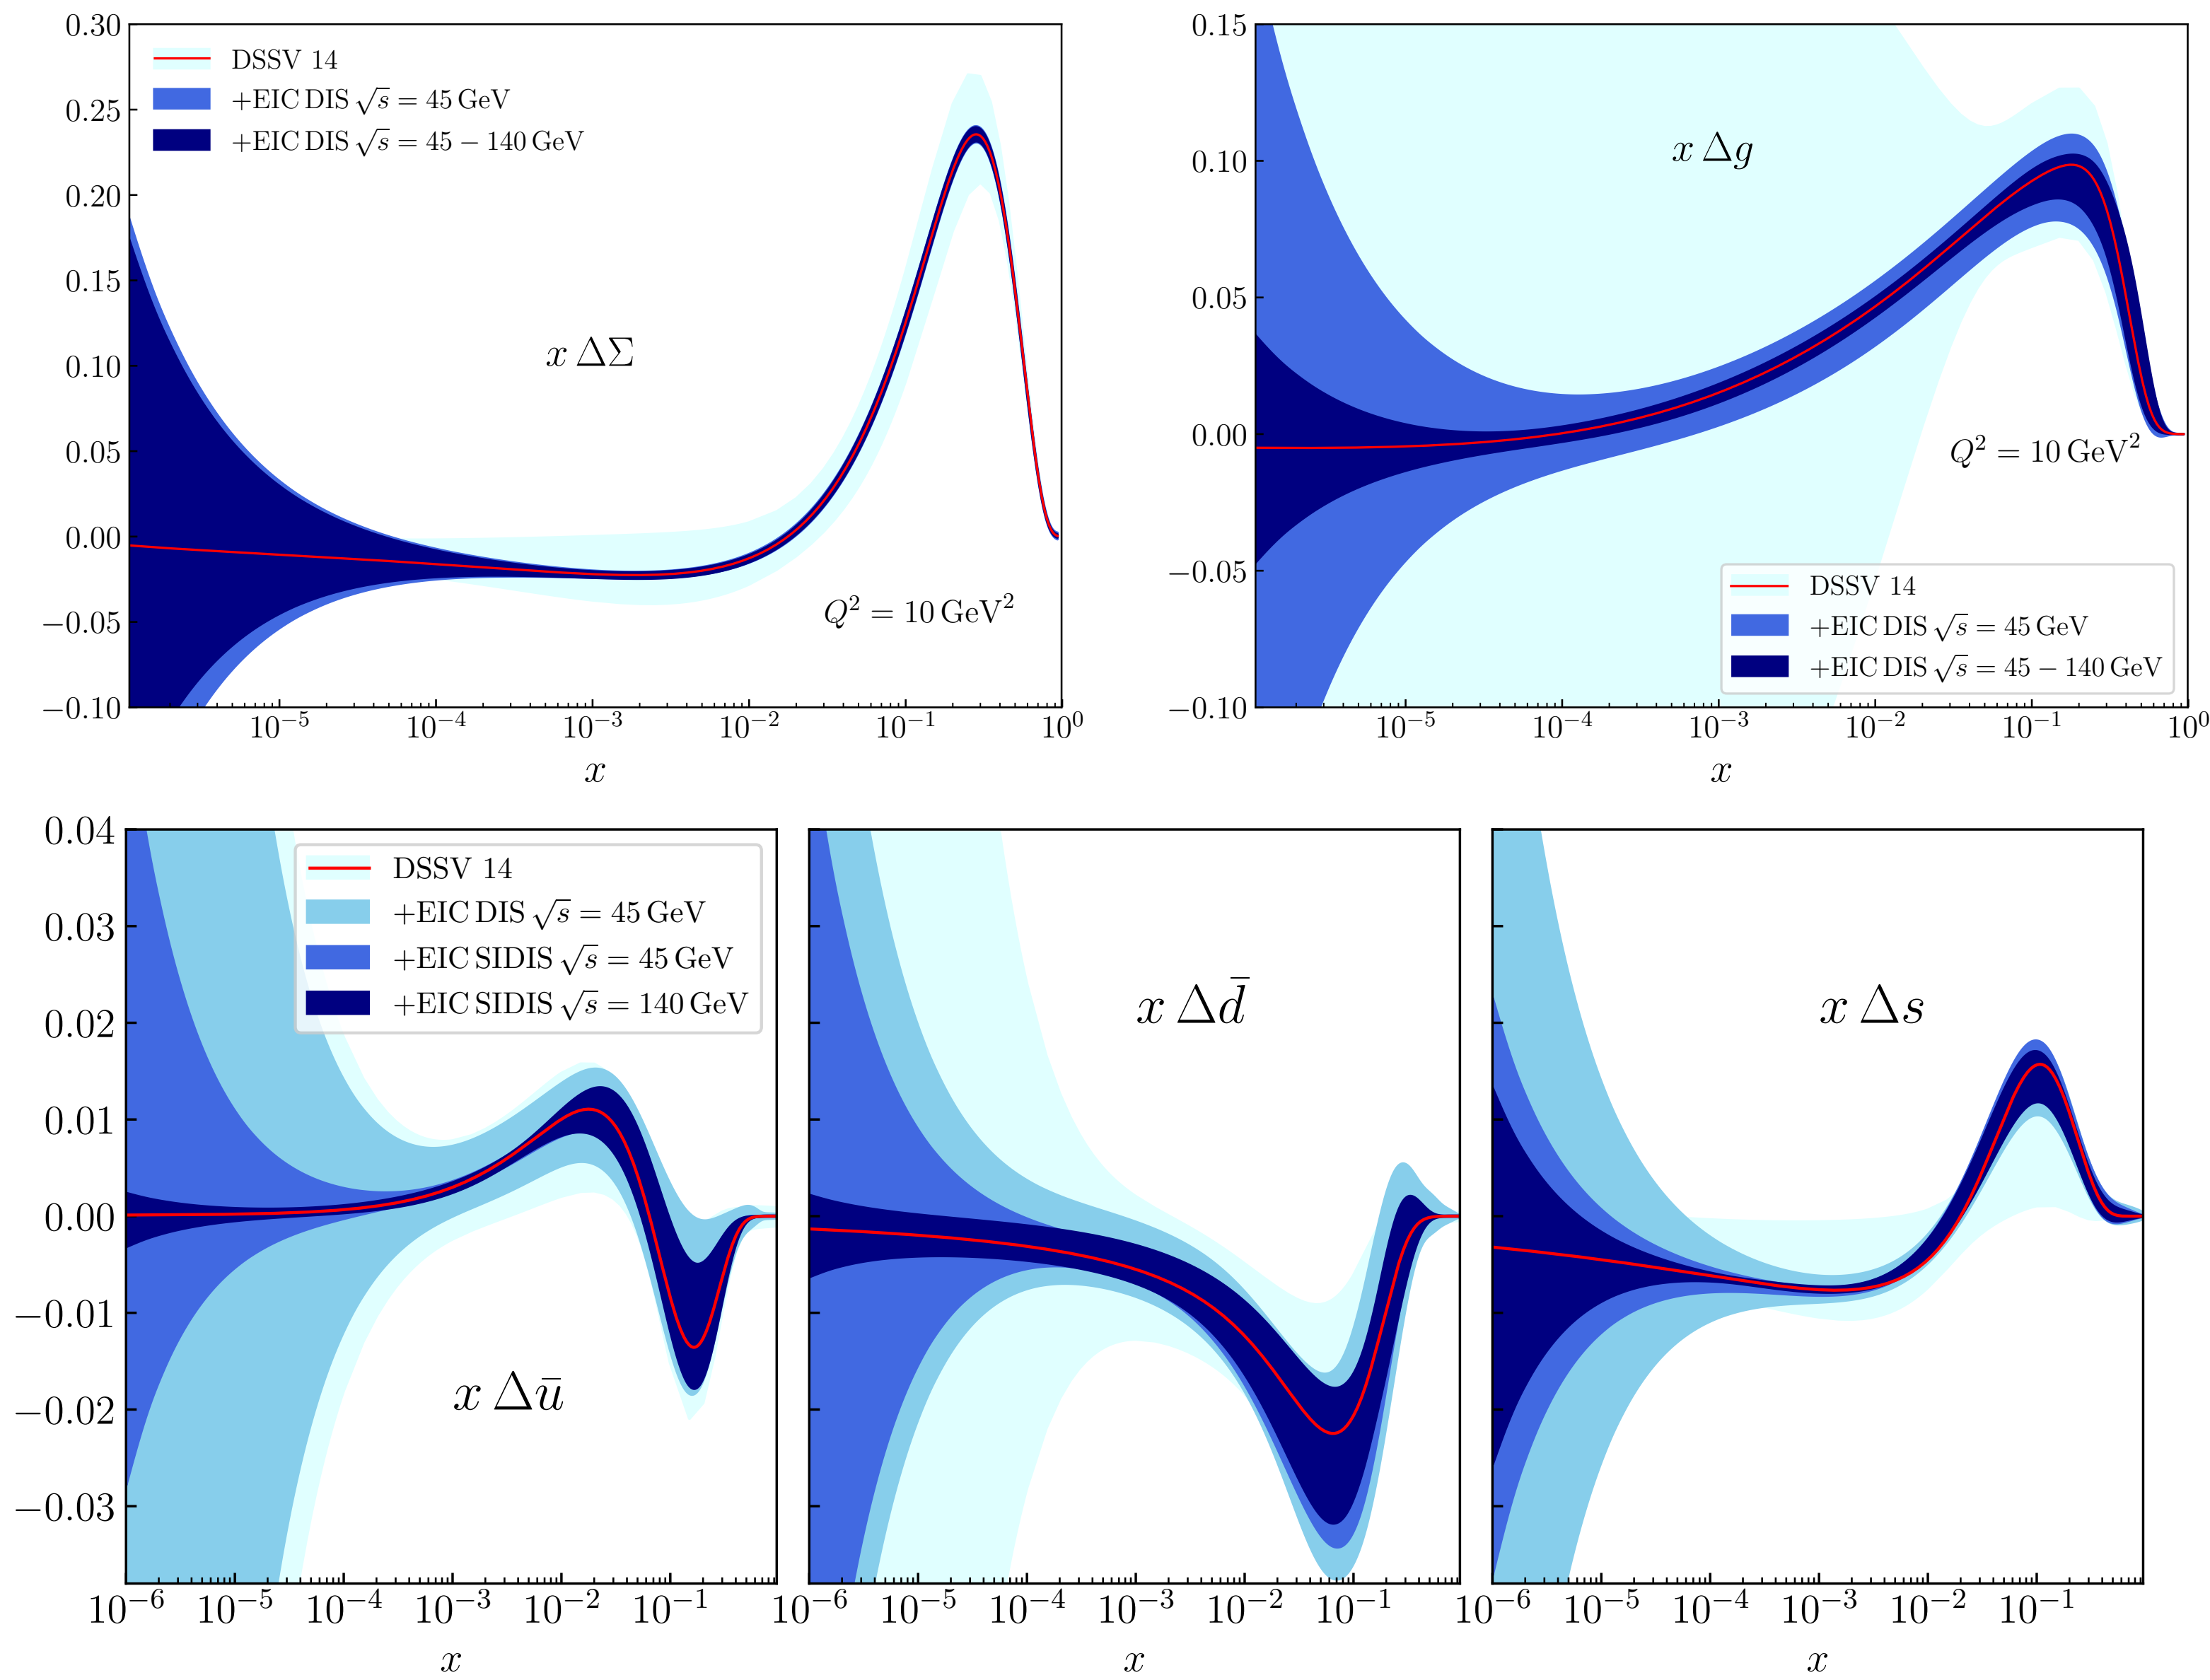 0.30
0.25
0.20
0.15
0.10
0.05
0.00
−0.05
−0.10
DSSV 14
+EIC DIS √s = 45 GeV
+EIC DIS √s = 45 − 140 GeV
x ΔΣ
Q² = 10 GeV²
10⁻⁵ 10⁻⁴ 10⁻³ 10⁻² 10⁻¹ 10⁰
x
0.15
0.10
0.05
0.00
−0.05
−0.10
x Δg
Q² = 10 GeV²
DSSV 14
+EIC DIS √s = 45 GeV
+EIC DIS √s = 45 − 140 GeV
10⁻⁵ 10⁻⁴ 10⁻³ 10⁻² 10⁻¹ 10⁰
x
0.04
0.03
0.02
0.01
0.00
−0.01
−0.02
−0.03
DSSV 14
+EIC DIS √s = 45 GeV
+EIC SIDIS √s = 45 GeV
+EIC SIDIS √s = 140 GeV
x Δū
10⁻⁶ 10⁻⁵ 10⁻⁴ 10⁻³ 10⁻² 10⁻¹
x
x Δd̄
10⁻⁶ 10⁻⁵ 10⁻⁴ 10⁻³ 10⁻² 10⁻¹
x
x Δs
10⁻⁶ 10⁻⁵ 10⁻⁴ 10⁻³ 10⁻² 10⁻¹
x